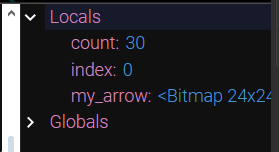 Locals
count: 30
index: 0
my_arrow: <Bitmap 24x24
Globals